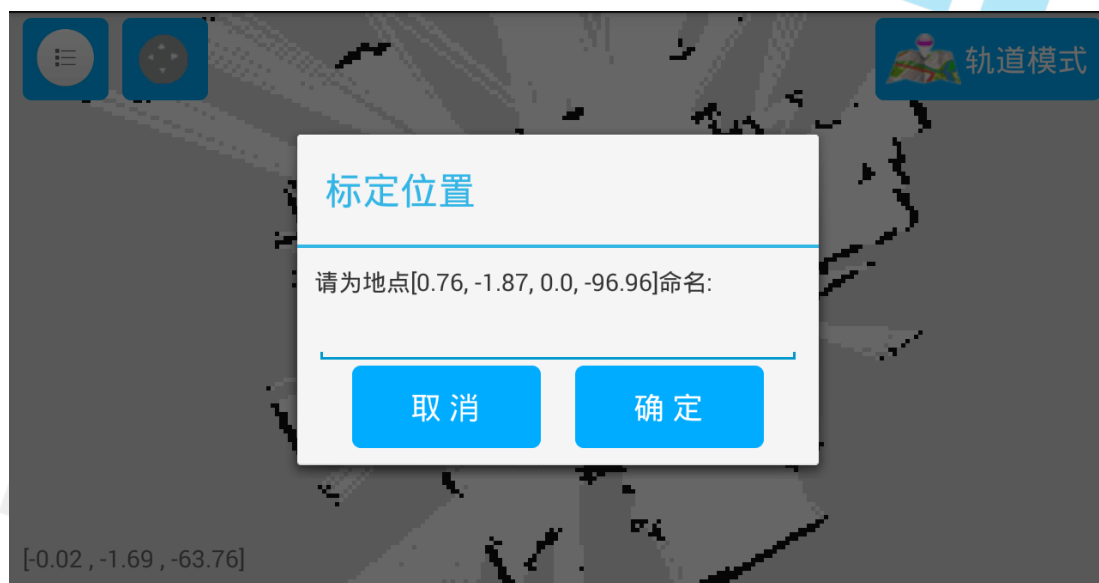 轨道模式
标定位置
请为地点[0.76, -1.87, 0.0, -96.96]命名:
取 消
确 定
[-0.02 , -1.69 , -63.76]